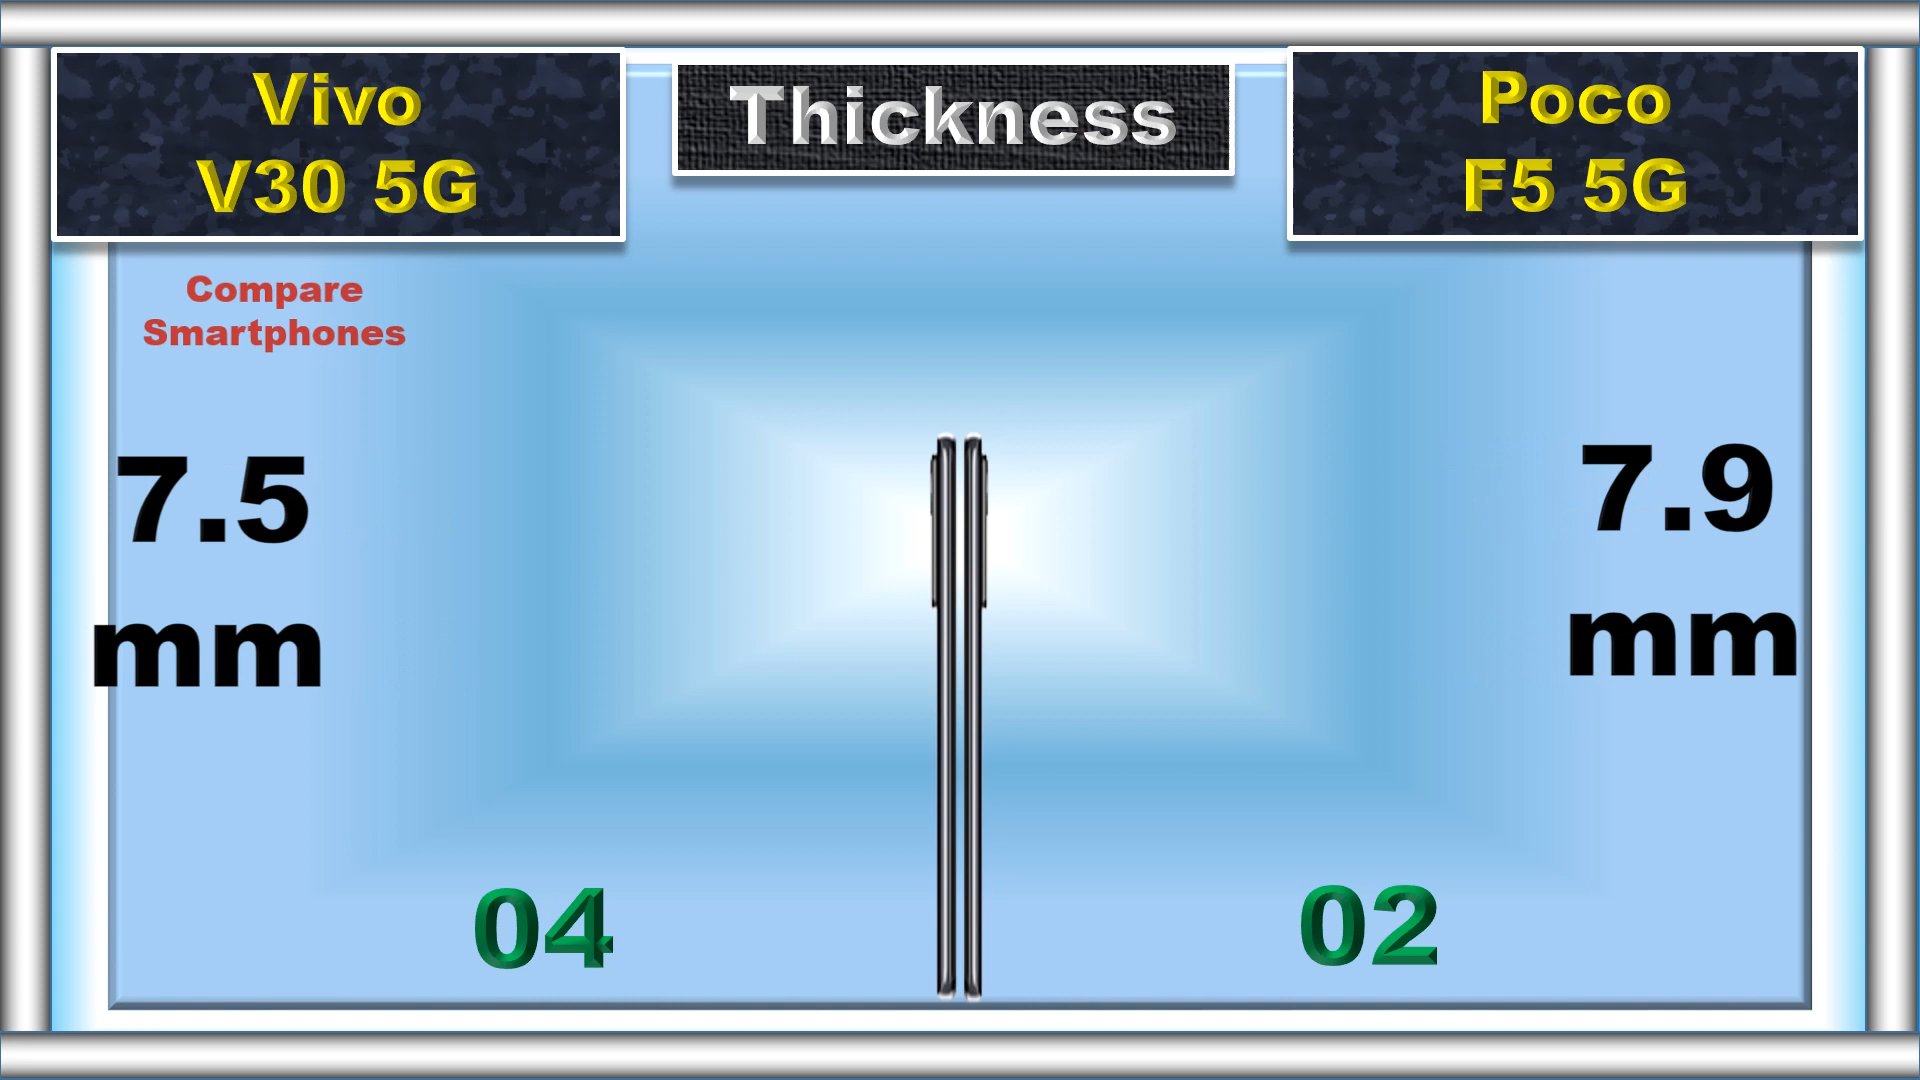 Vivo
V30 5G
Thickness
Poco
F5 5G
Compare
Smartphones
7.5
mm
7.9
mm
04
02